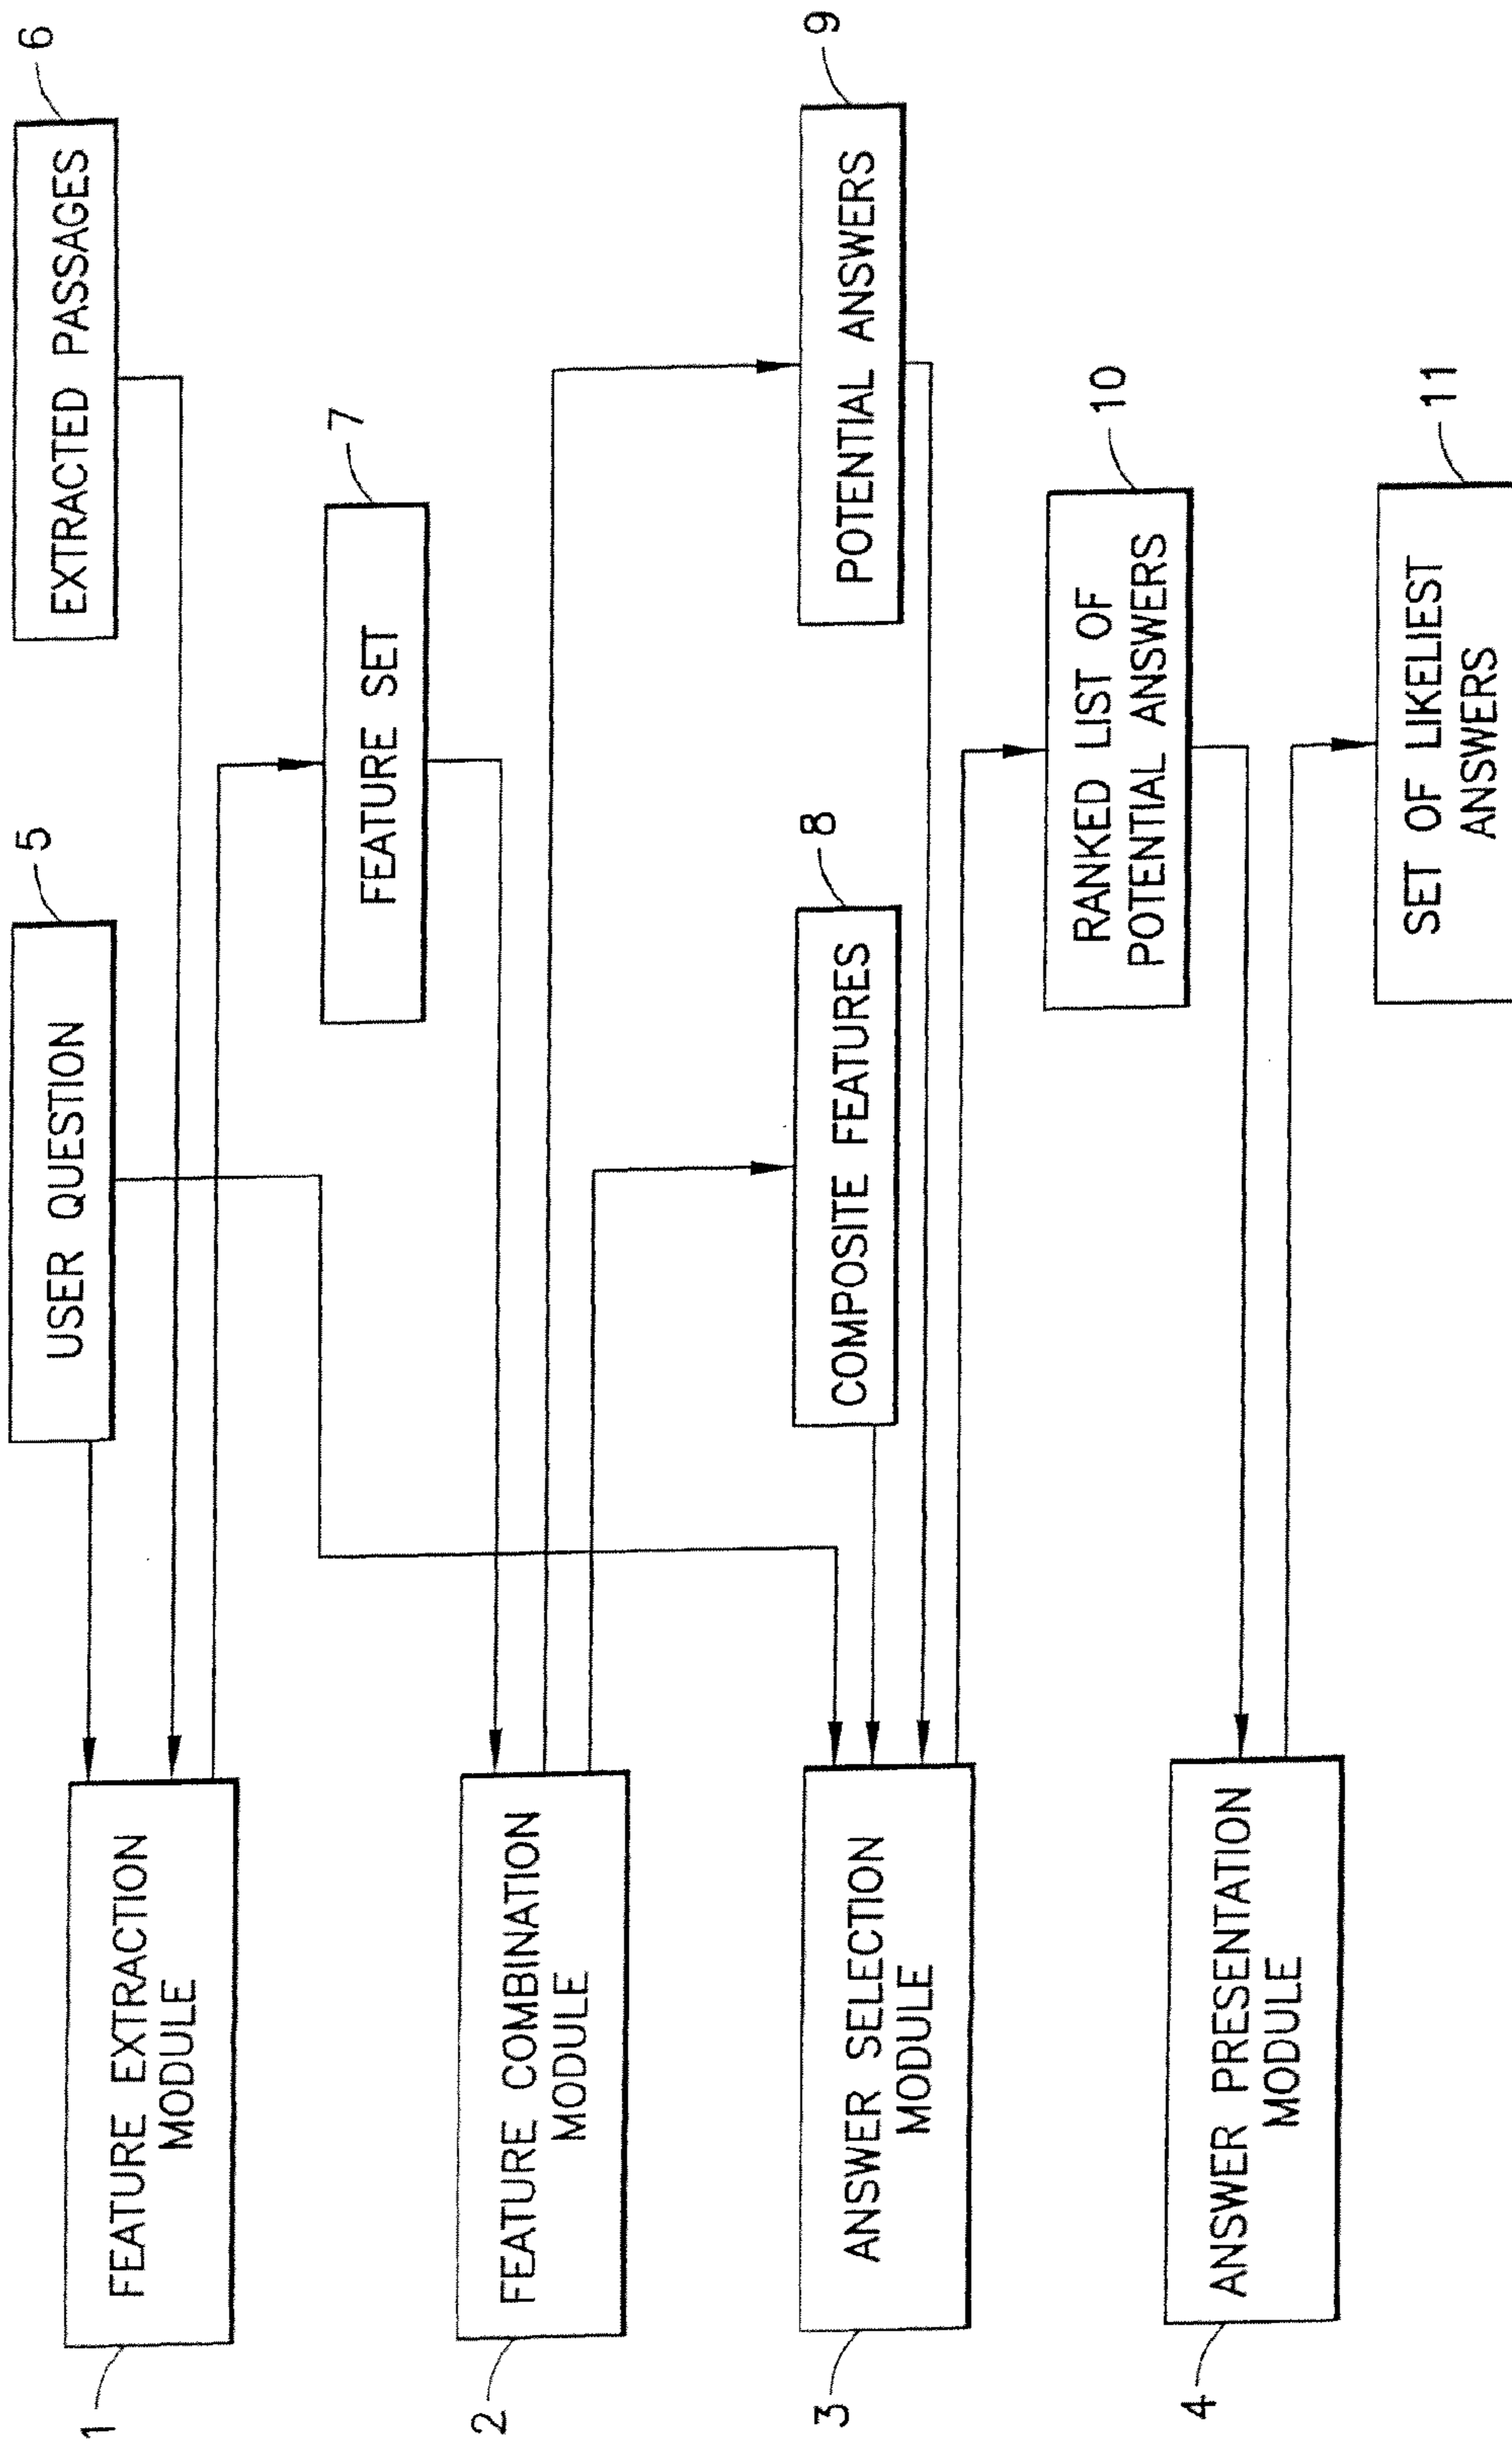 5
6
USER QUESTION
EXTRACTED PASSAGES
1
FEATURE EXTRACTION
MODULE
7
FEATURE SET
2
FEATURE COMBINATION
MODULE
8
COMPOSITE FEATURES
9
POTENTIAL ANSWERS
3
ANSWER SELECTION
MODULE
10
RANKED LIST OF
POTENTIAL ANSWERS
4
ANSWER PRESENTATION
MODULE
11
SET OF LIKELIEST
ANSWERS